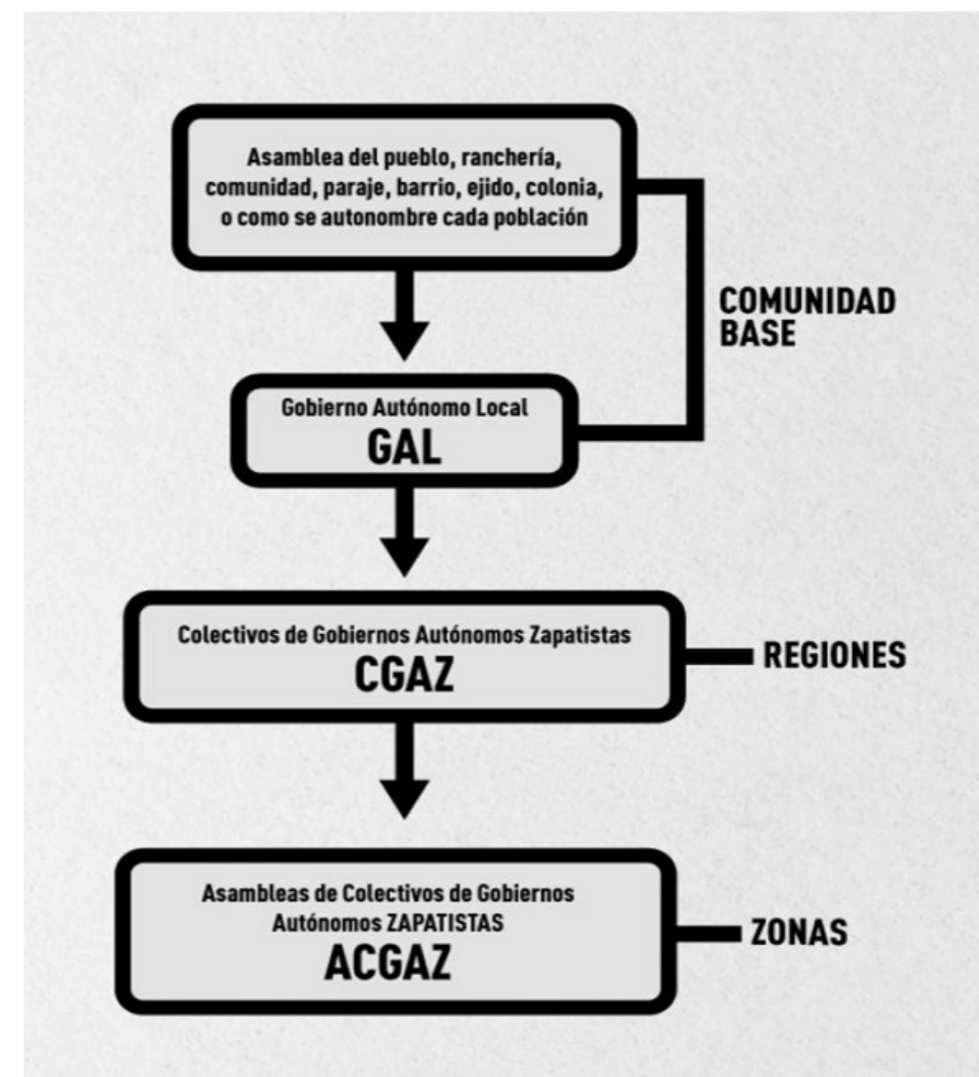 Asamblea del pueblo, ranchería,
comunidad, paraje, barrio, ejido, colonia,
o como se autonombre cada población
COMUNIDAD
BASE
Gobierno Autónomo Local
GAL
Colectivos de Gobiernos Autónomos Zapatistas
CGAZ
REGIONES
Asambleas de Colectivos de Gobiernos
Autónomos ZAPATISTAS
ACGAZ
ZONAS